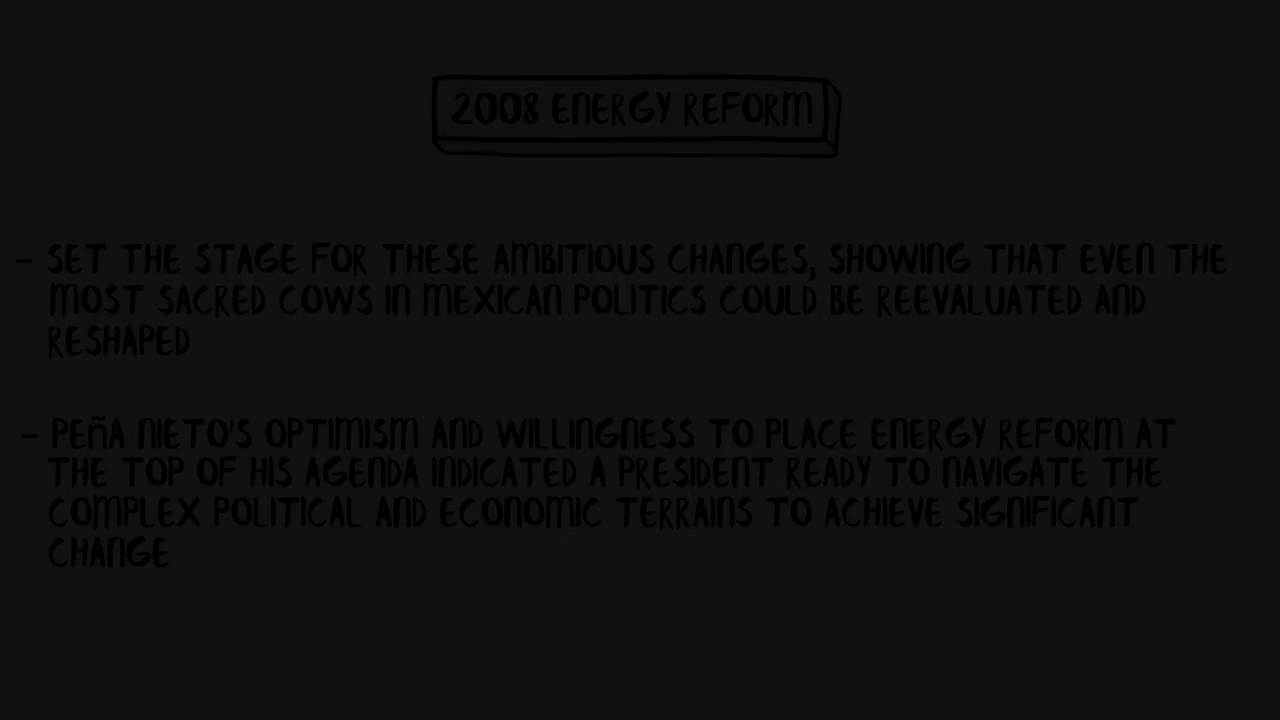 2008 ENERGY REFORM
- SET THE STAGE FOR THESE AMBITIOUS CHANGES, SHOWING THAT EVEN THE
MOST SACRED COWS IN MEXICAN POLITICS COULD BE REEVALUATED AND
RESHAPED
- PEÑA NIETO'S OPTIMISM AND WILLINGNESS TO PLACE ENERGY REFORM AT
THE TOP OF HIS AGENDA INDICATED A PRESIDENT READY TO NAVIGATE THE
COMPLEX POLITICAL AND ECONOMIC TERRAINS TO ACHIEVE SIGNIFICANT
CHANGE